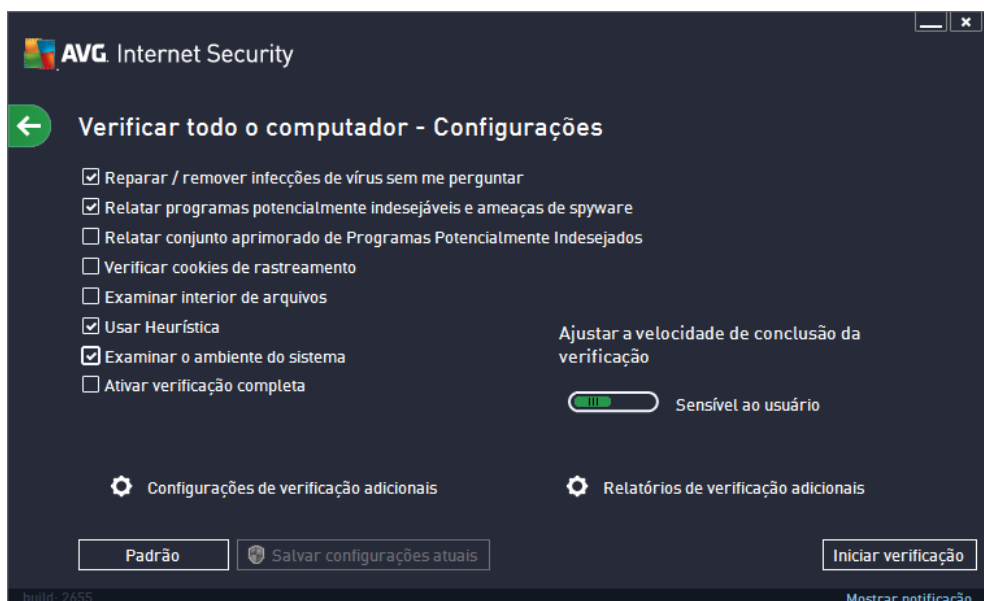 AVG. Internet Security
Verificar todo o computador - Configurações
Reparar / remover infecções de vírus sem me perguntar
Relatar programas potencialmente indesejáveis e ameaças de spyware
Relatar conjunto aprimorado de Programas Potencialmente Indesejados
Verificar cookies de rastreamento
Examinar interior de arquivos
Usar Heurística
Examinar o ambiente do sistema
Ativar verificação completa
Ajustar a velocidade de conclusão da
verificação
Sensível ao usuário
Configurações de verificação adicionais
Relatórios de verificação adicionais
Padrão
Salvar configurações atuais
Iniciar verificação
build: 2655
Mostrar notificação